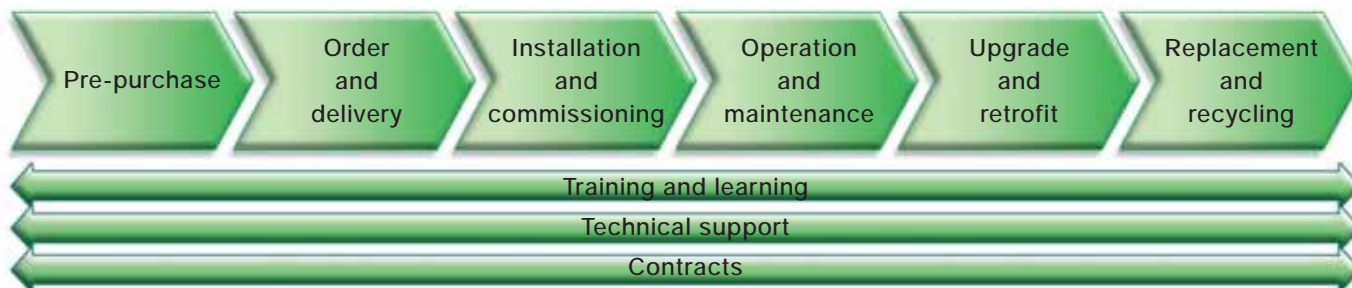 Pre-purchase
Order
and
delivery
Installation
and
commissioning
Operation
and
maintenance
Upgrade
and
retrofit
Replacement
and
recycling
Training and learning
Technical support
Contracts